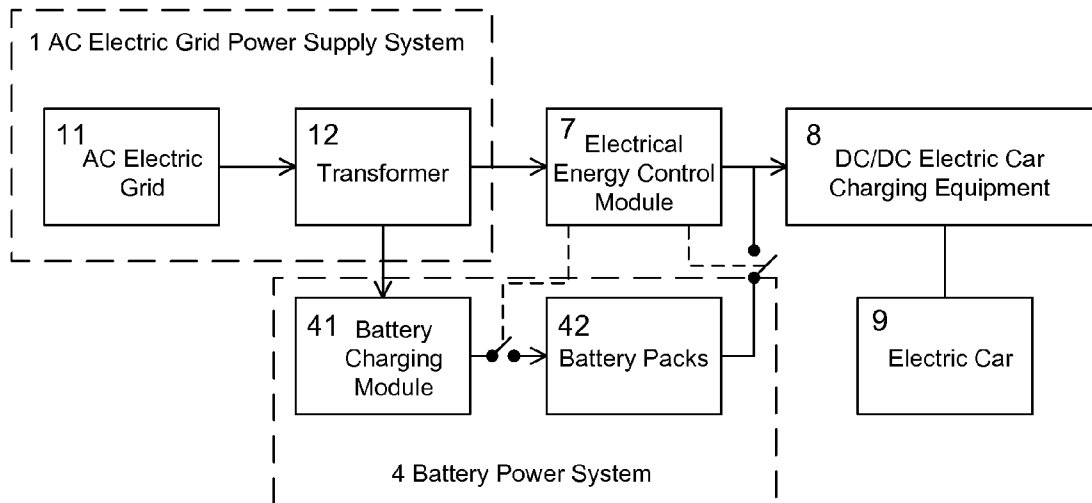 1 AC Electric Grid Power Supply System
11
AC Electric
Grid
12
Transformer
7
Electrical
Energy Control
Module
8
DC/DC Electric Car
Charging Equipment
41
Battery
Charging
Module
42
Battery Packs
9
Electric Car
4 Battery Power System